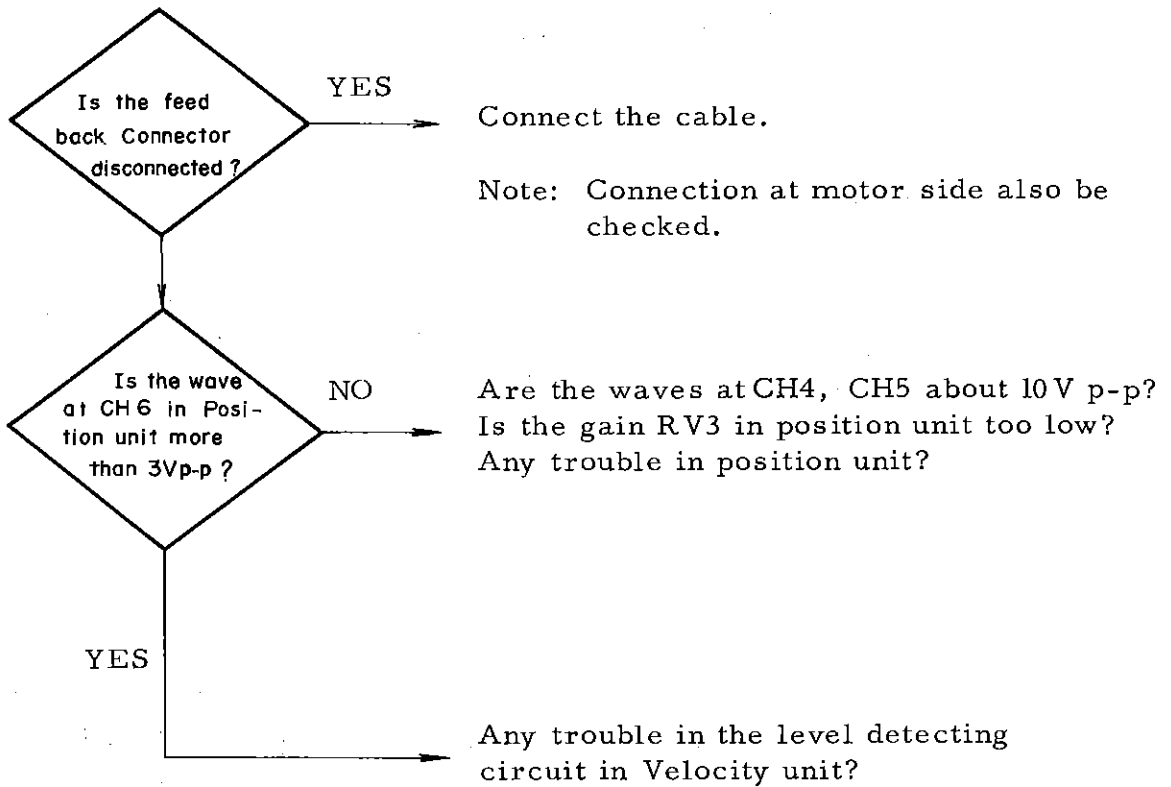 Is the feed
back Connector
disconnected?
YES
Connect the cable.
Note: Connection at motor side also be
checked.
Is the wave
at CH6 in Posi-
tion unit more
than 3Vp-p ?
NO
Are the waves at CH4, CH5 about 10V p-p?
Is the gain RV3 in position unit too low?
Any trouble in position unit?
YES
Any trouble in the level detecting
circuit in Velocity unit?